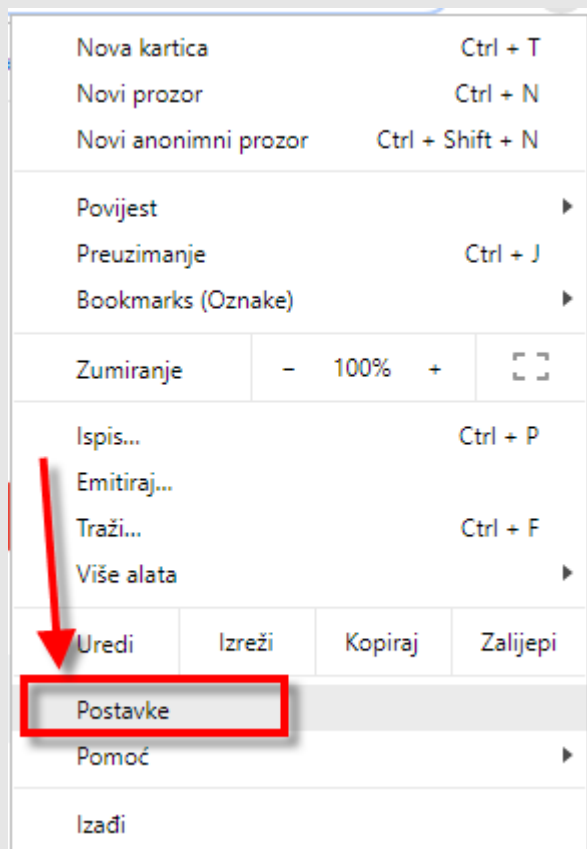 Nova kartica Ctrl + T
Novi prozor Ctrl + N
Novi anonimni prozor Ctrl + Shift + N
Povijest
Preuzimanje Ctrl + J
Bookmarks (Oznake)
Zumiranje - 100% +
Ispis... Ctrl + P
Emitiraj...
Traži... Ctrl + F
Više alata
Uredi Izreži Kopiraj Zalijepi
Postavke
Pomoć
Izađi